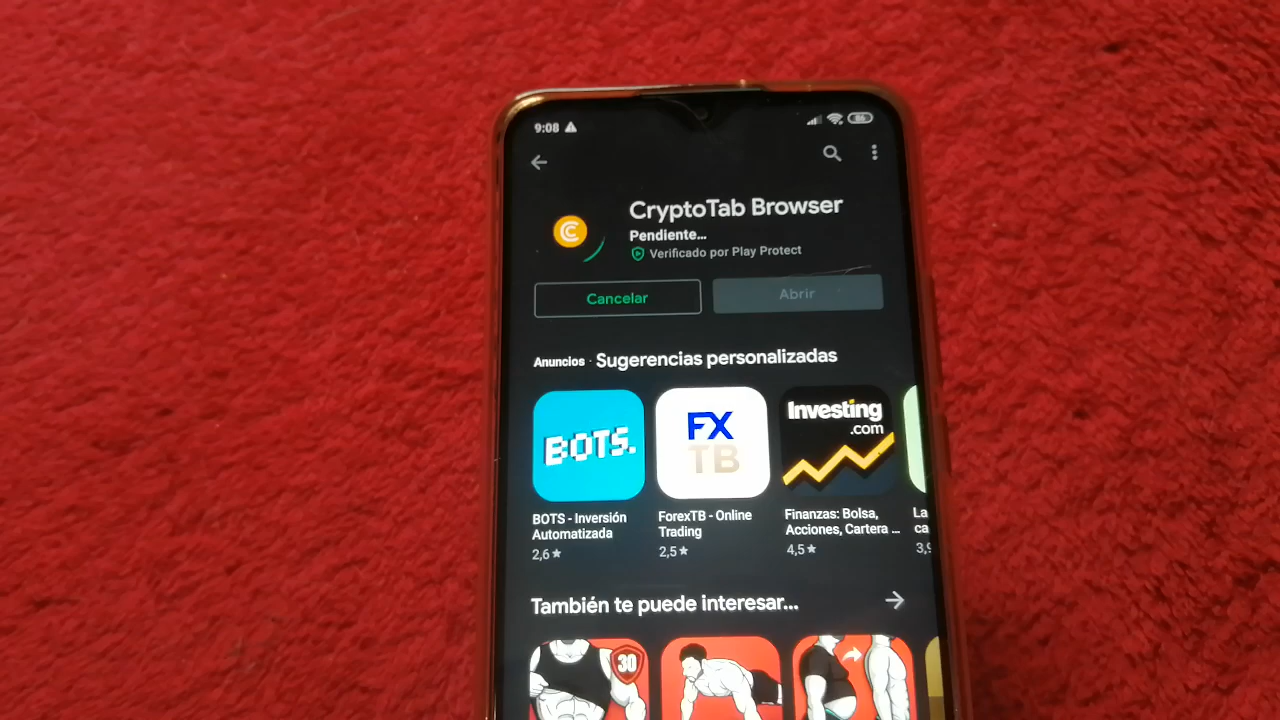 9:08
86
CryptoTab Browser
Pendiente...
Verificado por Play Protect
Cancelar
Abrir
Anuncios · Sugerencias personalizadas
BOTS.
FX
TB
Investing
.com
BOTS - Inversión
Automatizada
2,6★
ForexTB - Online
Trading
2,5★
Finanzas: Bolsa,
Acciones, Cartera ...
4,5★
La
ca
3,9
También te puede interesar...
30